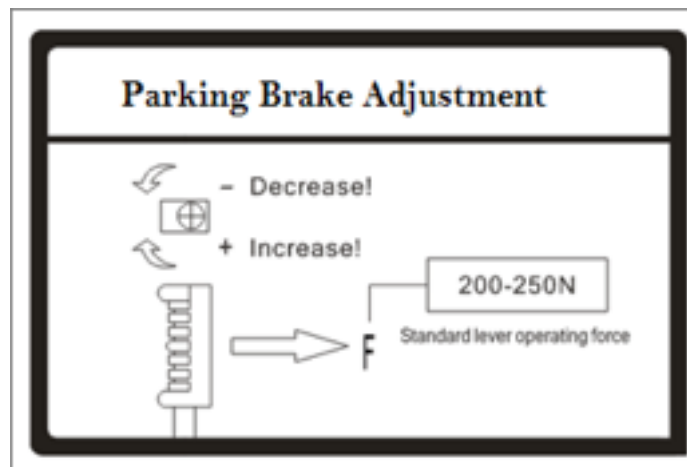 Parking Brake Adjustment
- Decrease!
+ Increase!
200-250N
F
Standard lever operating force